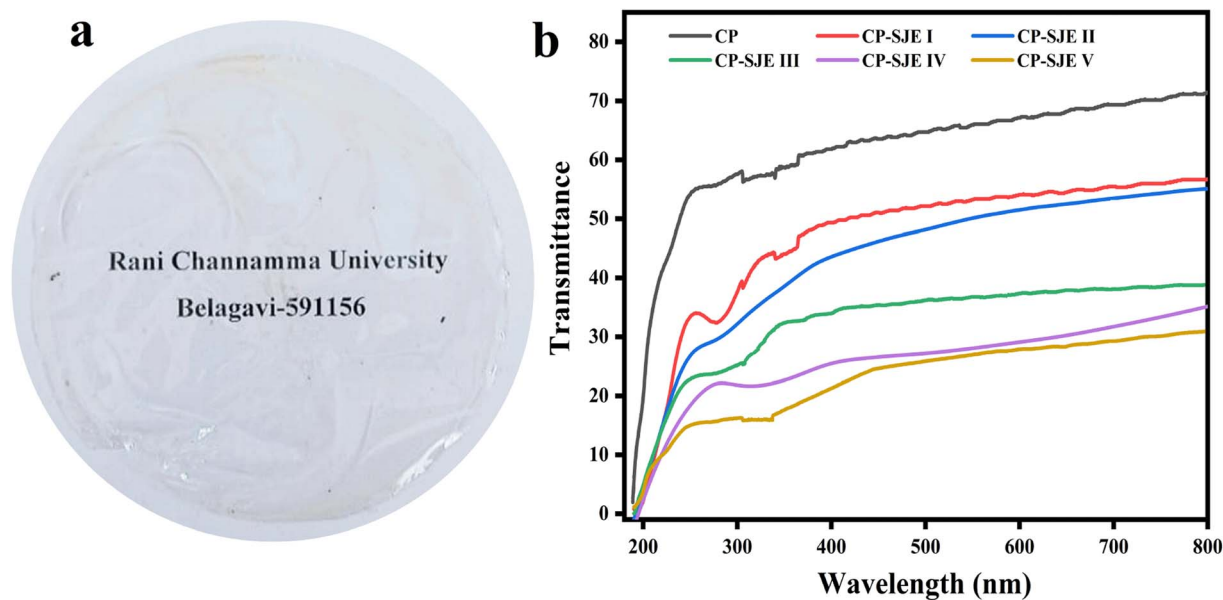 a
Rani Channamma University
Belagavi-591156
b
CP
CP-SJE I
CP-SJE II
CP-SJE III
CP-SJE IV
CP-SJE V
Transmittance
80
70
60
50
40
30
20
10
0
200 300 400 500 600 700 800
Wavelength (nm)